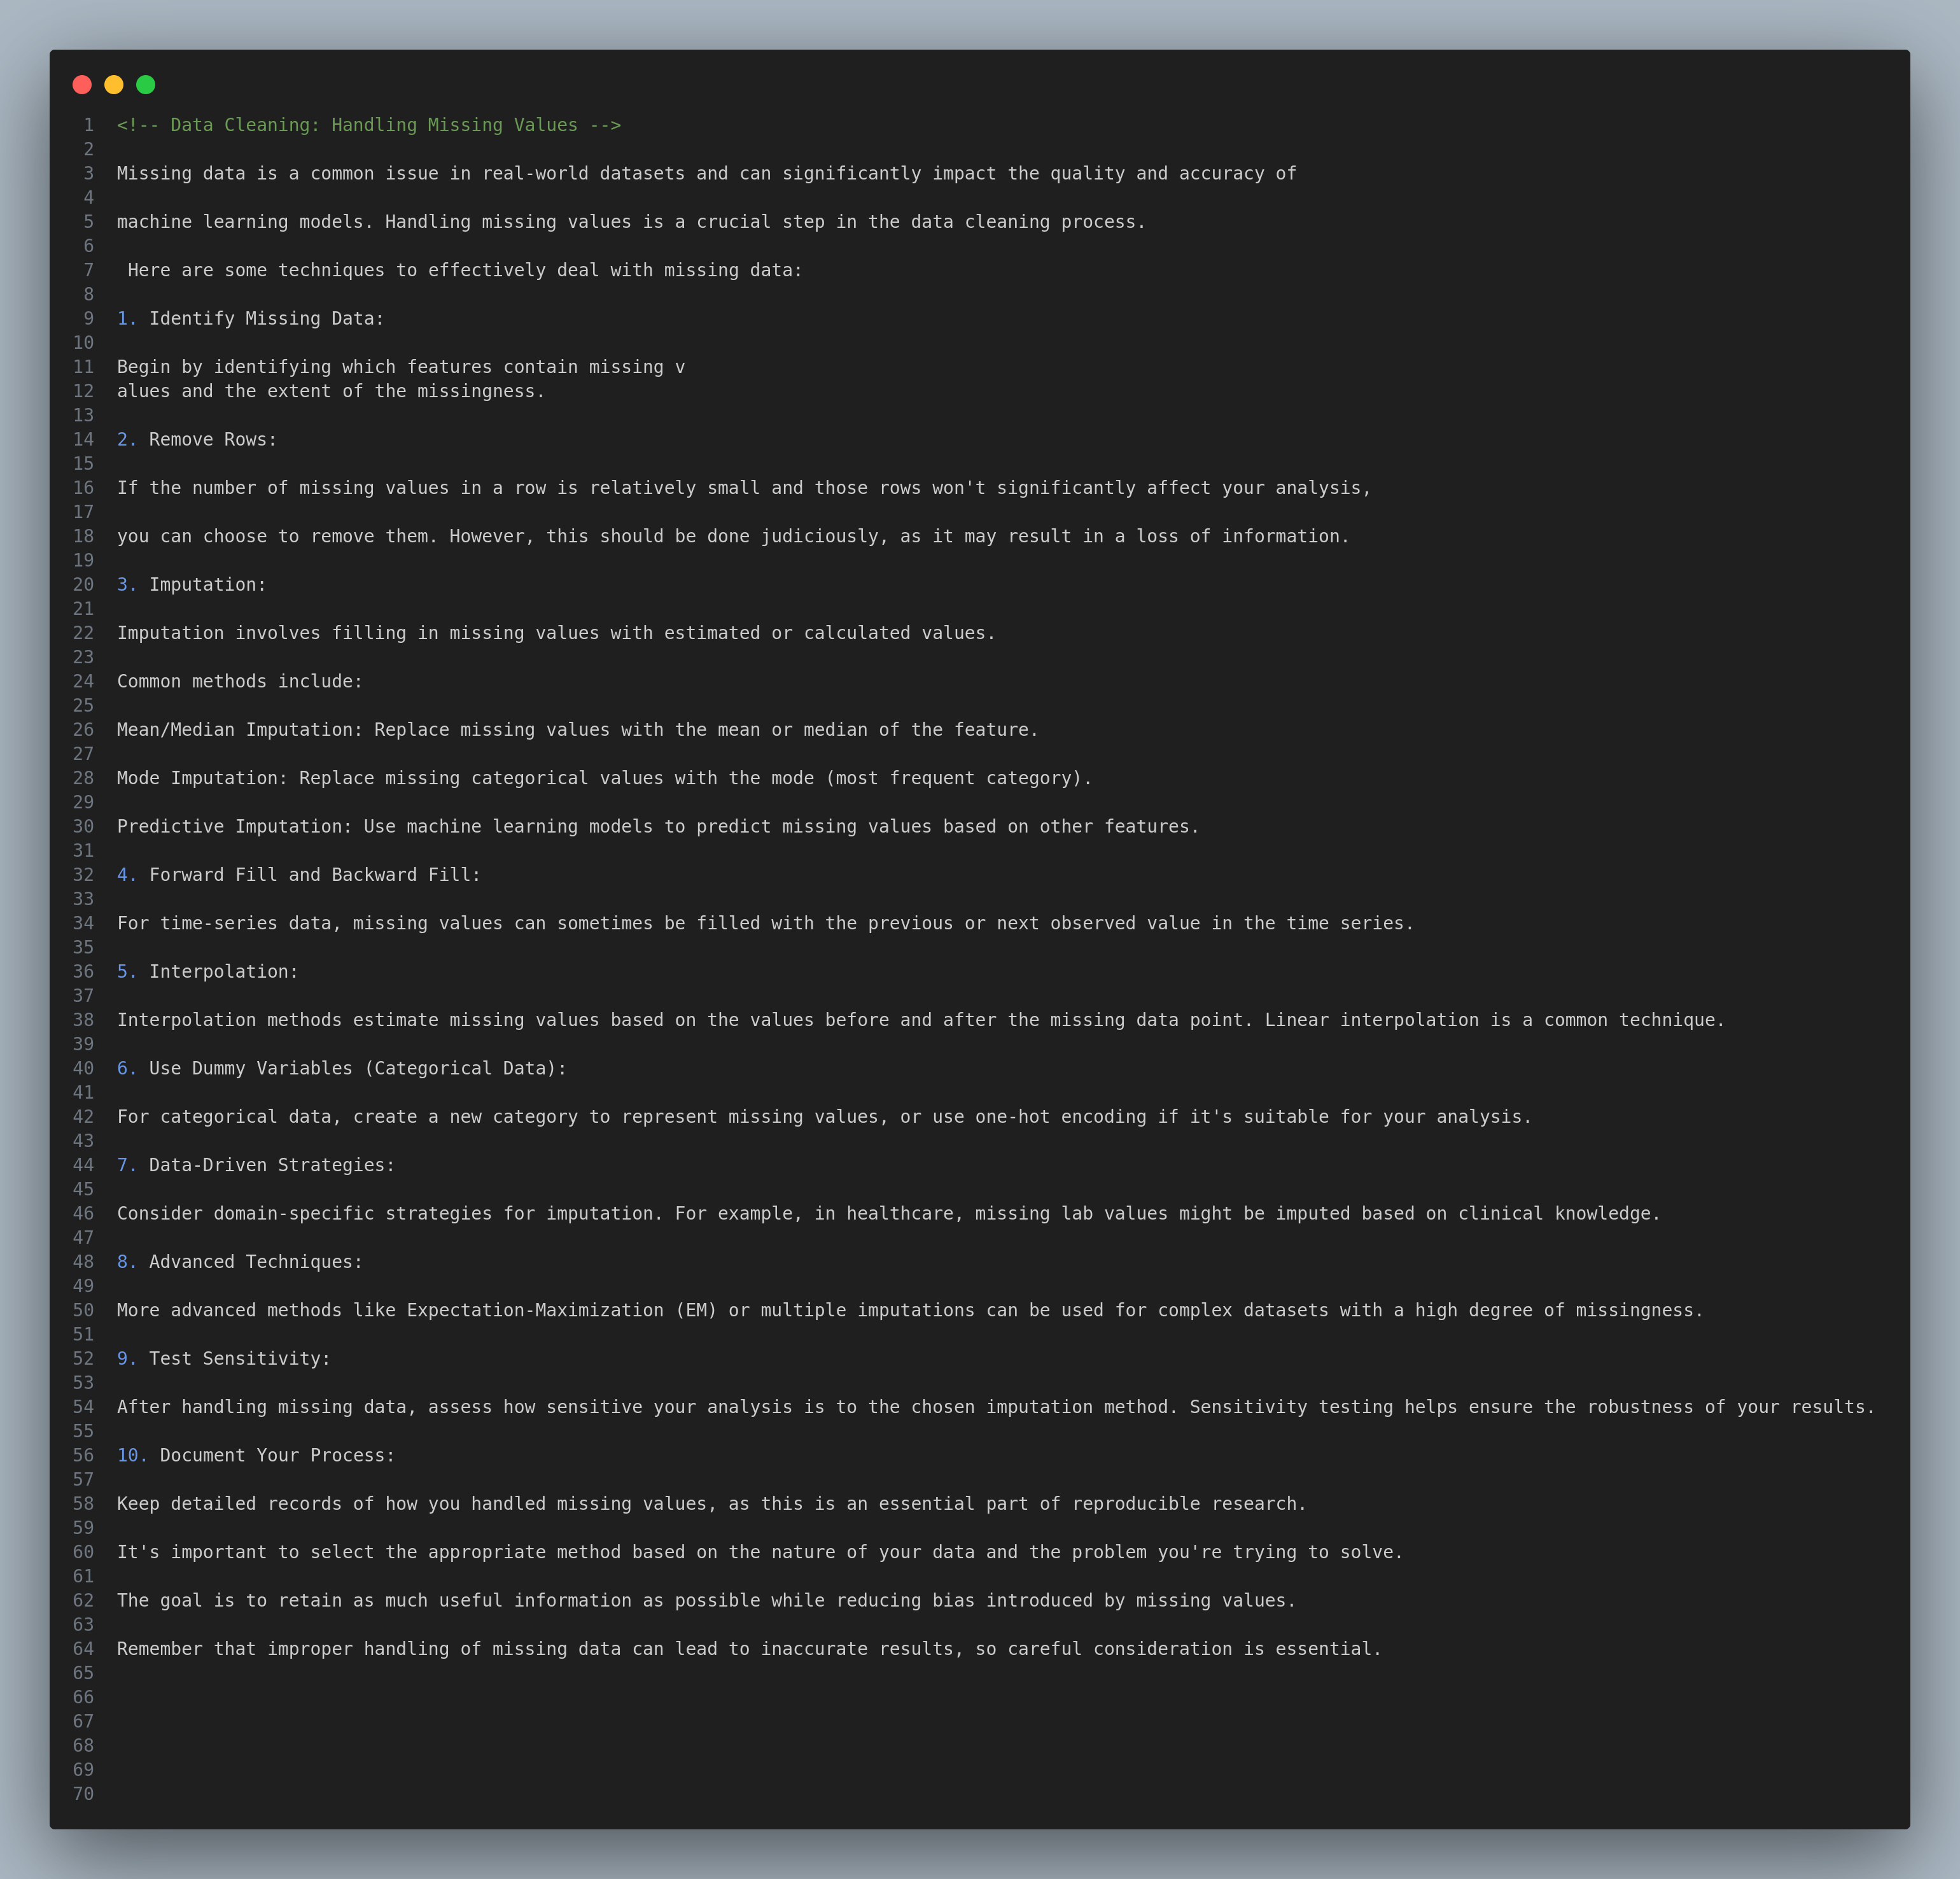 1 <!-- Data Cleaning: Handling Missing Values -->
2
3 Missing data is a common issue in real-world datasets and can significantly impact the quality and accuracy of
4
5 machine learning models. Handling missing values is a crucial step in the data cleaning process.
6
7  Here are some techniques to effectively deal with missing data:
8
9 1. Identify Missing Data:
10
11 Begin by identifying which features contain missing v
12 alues and the extent of the missingness.
13
14 2. Remove Rows:
15
16 If the number of missing values in a row is relatively small and those rows won't significantly affect your analysis,
17
18 you can choose to remove them. However, this should be done judiciously, as it may result in a loss of information.
19
20 3. Imputation:
21
22 Imputation involves filling in missing values with estimated or calculated values.
23
24 Common methods include:
25
26 Mean/Median Imputation: Replace missing values with the mean or median of the feature.
27
28 Mode Imputation: Replace missing categorical values with the mode (most frequent category).
29
30 Predictive Imputation: Use machine learning models to predict missing values based on other features.
31
32 4. Forward Fill and Backward Fill:
33
34 For time-series data, missing values can sometimes be filled with the previous or next observed value in the time series.
35
36 5. Interpolation:
37
38 Interpolation methods estimate missing values based on the values before and after the missing data point. Linear interpolation is a common technique.
39
40 6. Use Dummy Variables (Categorical Data):
41
42 For categorical data, create a new category to represent missing values, or use one-hot encoding if it's suitable for your analysis.
43
44 7. Data-Driven Strategies:
45
46 Consider domain-specific strategies for imputation. For example, in healthcare, missing lab values might be imputed based on clinical knowledge.
47
48 8. Advanced Techniques:
49
50 More advanced methods like Expectation-Maximization (EM) or multiple imputations can be used for complex datasets with a high degree of missingness.
51
52 9. Test Sensitivity:
53
54 After handling missing data, assess how sensitive your analysis is to the chosen imputation method. Sensitivity testing helps ensure the robustness of your results.
55
56 10. Document Your Process:
57
58 Keep detailed records of how you handled missing values, as this is an essential part of reproducible research.
59
60 It's important to select the appropriate method based on the nature of your data and the problem you're trying to solve.
61
62 The goal is to retain as much useful information as possible while reducing bias introduced by missing values.
63
64 Remember that improper handling of missing data can lead to inaccurate results, so careful consideration is essential.
65
66
67
68
69
70